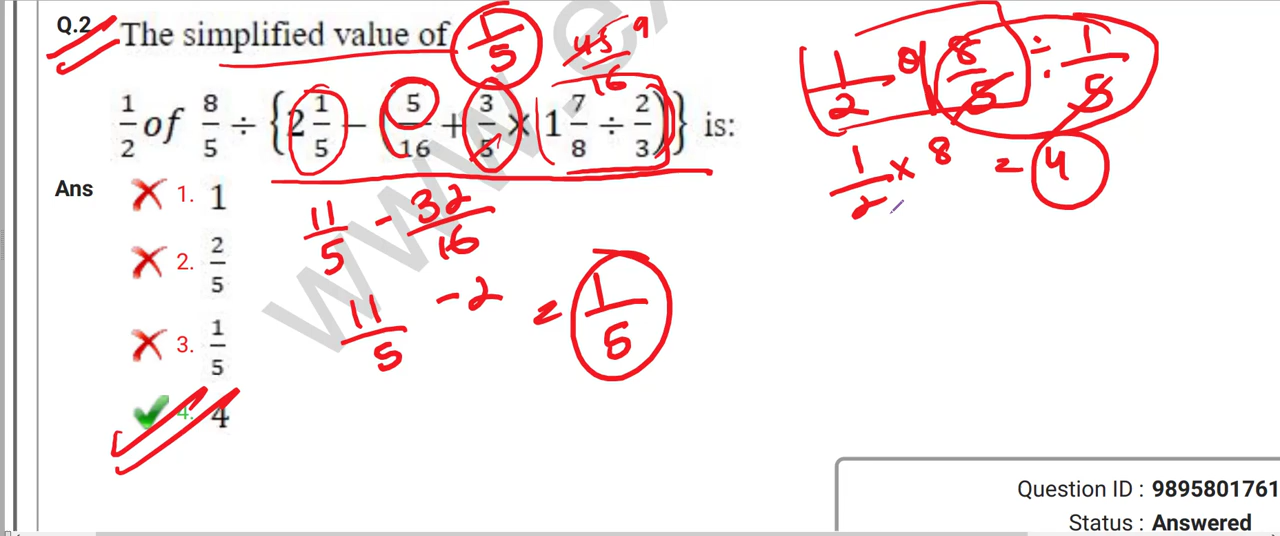 Q.2 The simplified value of
1/2 of 8/5 ÷ {2 1/5 − (5/16 + 3/5 × (1 7/8 ÷ 2/3))} is:
Ans
1. 1
2. 2/5
3. 1/5
4. 4
1/5
45/16 9
11/5 - 32/16
11/5 - 2 = 1/5
1/2 of 8/5 ÷ 1/5
1/2 × 8 = 4
www.e
Question ID : 9895801761
Status : Answered